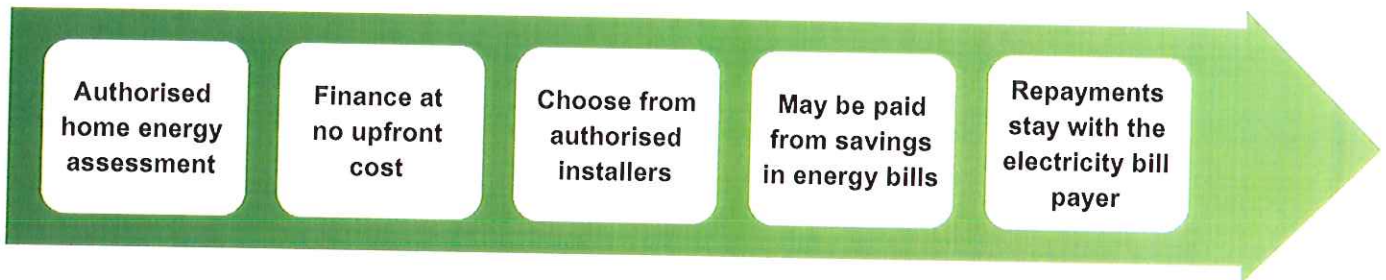 Authorised
home energy
assessment
Finance at
no upfront
cost
Choose from
authorised
installers
May be paid
from savings
in energy bills
Repayments
stay with the
electricity bill
payer